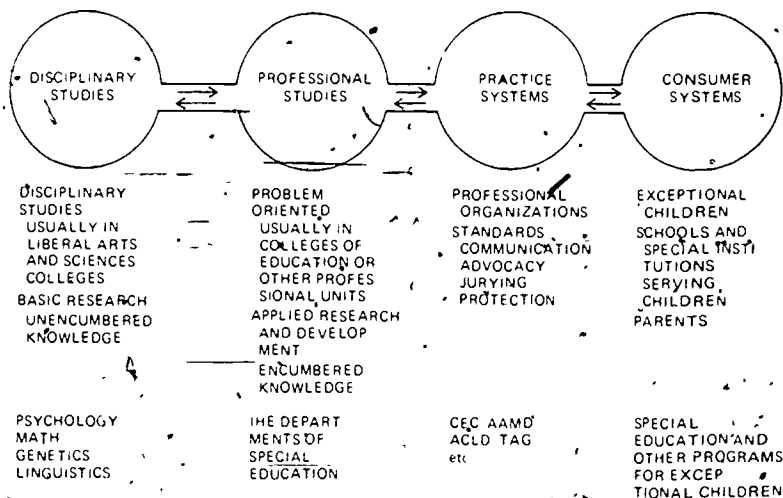 DISCIPLINARY
STUDIES
PROFESSIONAL
STUDIES
PRACTICE
SYSTEMS
CONSUMER
SYSTEMS
DISCIPLINARY
STUDIES
USUALLY IN
LIBERAL ARTS
AND SCIENCES
COLLEGES
BASIC RESEARCH
UNENCUMBERED
KNOWLEDGE
PROBLEM
ORIENTED
USUALLY IN
COLLEGES OF
EDUCATION OR
OTHER PROFES
SIONAL UNITS
APPLIED RESEARCH
AND DEVELOP
MENT
ENCUMBERED
KNOWLEDGE
PROFESSIONAL
ORGANIZATIONS
STANDARDS
COMMUNICATION
ADVOCACY
JURYING
PROTECTION
EXCEPTIONAL
CHILDREN
SCHOOLS AND
SPECIAL INSTI
TUTIONS
SERVING
CHILDREN
PARENTS
PSYCHOLOGY
MATH
GENETICS
LINGUISTICS
IHE DEPART
MENTS OF
SPECIAL
EDUCATION
CEC AAMD
ACLD TAG
etc
SPECIAL
EDUCATION AND
OTHER PROGRAMS
FOR EXCEP
TIONAL CHILDREN